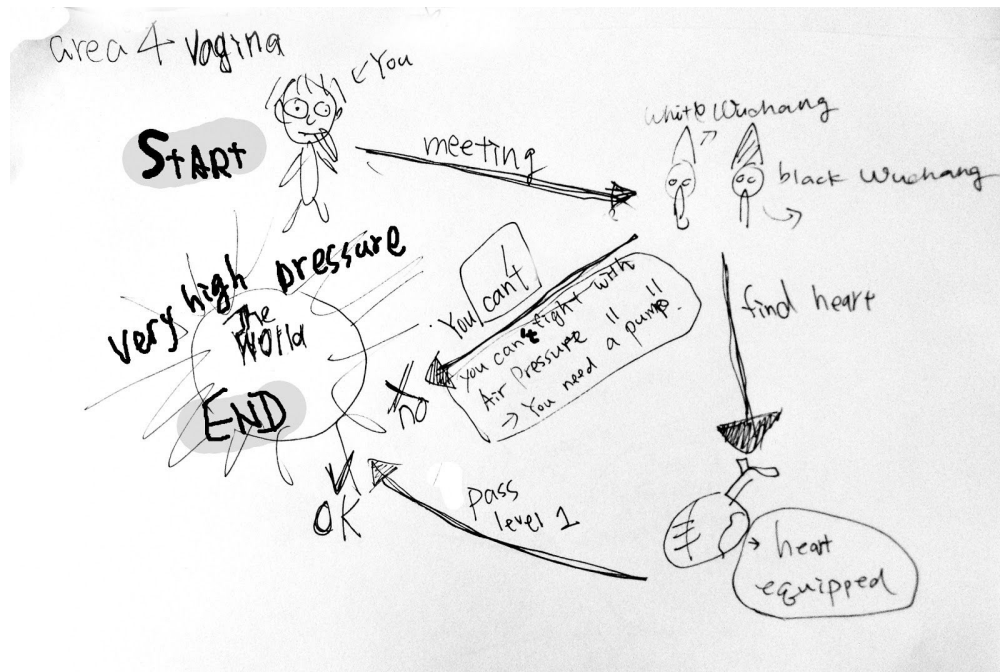 area 4 vagina
You
START
meeting
white Wuchang
black Wuchang
very high pressure
The
World
END
You can't
no
You can't fight with
Air Pressure !!
→ You need a pump!!
find heart
OK
pass
level 1
→ heart
equipped